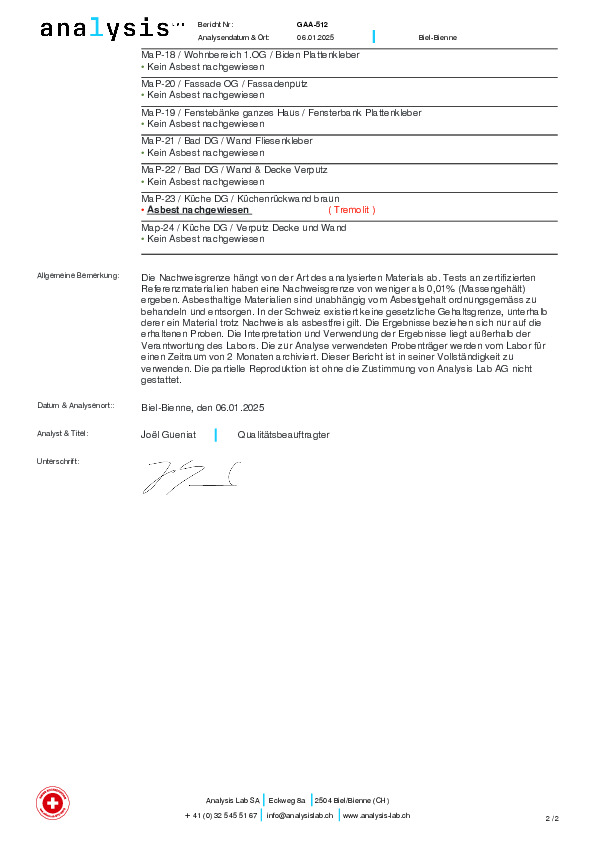 analysis
Bericht Nr: GAA-512
Analysendatum & Ort: 06.01.2025 Biel-Bienne
MaP-18 / Wohnbereich 1.OG / Biden Plattenkleber
• Kein Asbest nachgewiesen
MaP-20 / Fassade OG / Fassadenputz
• Kein Asbest nachgewiesen
MaP-19 / Fenstebänke ganzes Haus / Fensterbank Plattenkleber
• Kein Asbest nachgewiesen
MaP-21 / Bad DG / Wand Fliesenkleber
• Kein Asbest nachgewiesen
MaP-22 / Bad DG / Wand & Decke Verputz
• Kein Asbest nachgewiesen
MaP-23 / Küche DG / Küchenrückwand braun
• Asbest nachgewiesen ( Tremolit )
Map-24 / Küche DG / Verputz Decke und Wand
• Kein Asbest nachgewiesen
Allgemeine Bemerkung:
Die Nachweisgrenze hängt von der Art des analysierten Materials ab. Tests an zertifizierten
Referenzmaterialien haben eine Nachweisgrenze von weniger als 0,01% (Massengehält)
ergeben. Asbesthaltige Materialien sind unabhängig vom Asbestgehalt ordnungsgemäss zu
behandeln und entsorgen. In der Schweiz existiert keine gesetzliche Gehaltsgrenze, unterhalb
derer ein Material trotz Nachweis als asbestfrei gilt. Die Ergebnisse beziehen sich nur auf die
erhaltenen Proben. Die Interpretation und Verwendung der Ergebnisse liegt außerhalb der
Verantwortung des Labors. Die zur Analyse verwendeten Probenträger werden vom Labor für
einen Zeitraum von 2 Monaten archiviert. Dieser Bericht ist in seiner Vollständigkeit zu
verwenden. Die partielle Reproduktion ist ohne die Zustimmung von Analysis Lab AG nicht
gestattet.
Datum & Analysenort::
Biel-Bienne, den 06.01.2025
Analyst & Titel:
Joël Gueniat Qualitätsbeauftragter
Unterschrift:
Analysis Lab SA Eckweg 8a 2504 Biel/Bienne (CH)
+ 41 (0) 32 545 51 67 info@analysislab.ch www.analysis-lab.ch
2 / 2